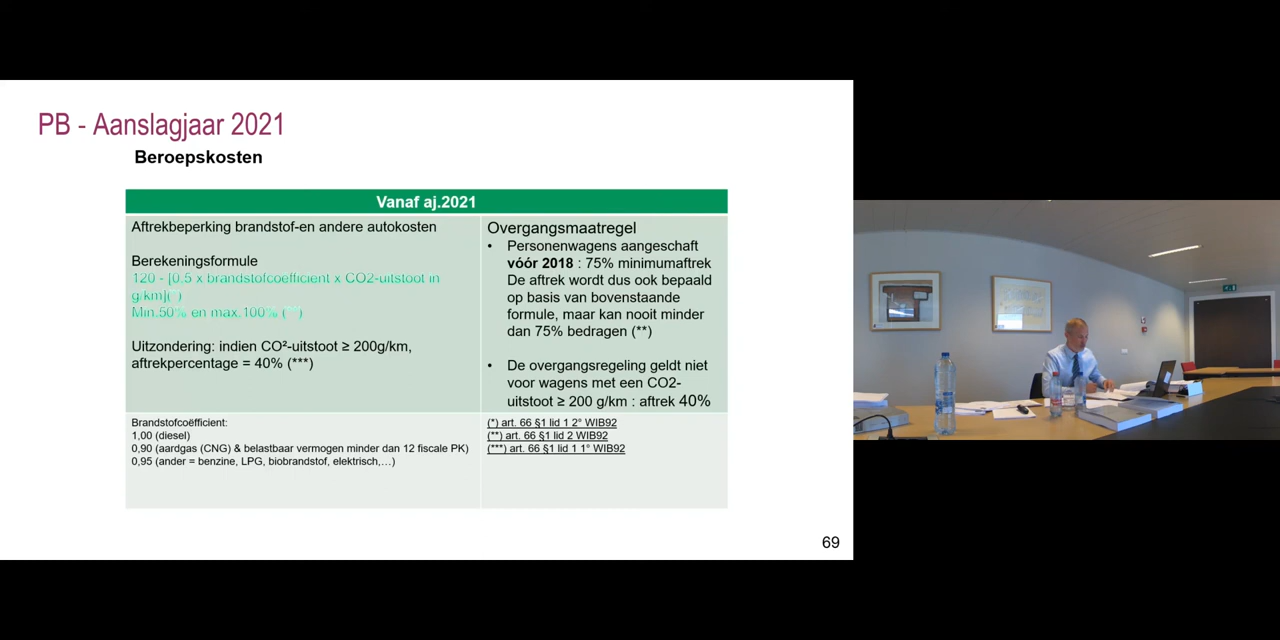 PB - Aanslagjaar 2021
Beroepskosten
Vanaf aj.2021
Aftrekbeperking brandstof-en andere autokosten
Berekeningsformule
120 - [0,5 x brandstofcoëfficient x CO2-uitstoot in
g/km](*)
Min.50% en max.100% (**)
Uitzondering: indien CO²-uitstoot ≥ 200g/km,
aftrekpercentage = 40% (***)
Overgangsmaatregel
• Personenwagens aangeschaft
vóór 2018 : 75% minimumaftrek
De aftrek wordt dus ook bepaald
op basis van bovenstaande
formule, maar kan nooit minder
dan 75% bedragen (**)
• De overgangsregeling geldt niet
voor wagens met een CO2-
uitstoot ≥ 200 g/km : aftrek 40%
Brandstofcoëfficient:
1,00 (diesel)
0,90 (aardgas (CNG) & belastbaar vermogen minder dan 12 fiscale PK)
0,95 (ander = benzine, LPG, biobrandstof, elektrisch,…)
(*) art. 66 §1 lid 1 2° WIB92
(**) art. 66 §1 lid 2 WIB92
(***) art. 66 §1 lid 1 1° WIB92
69